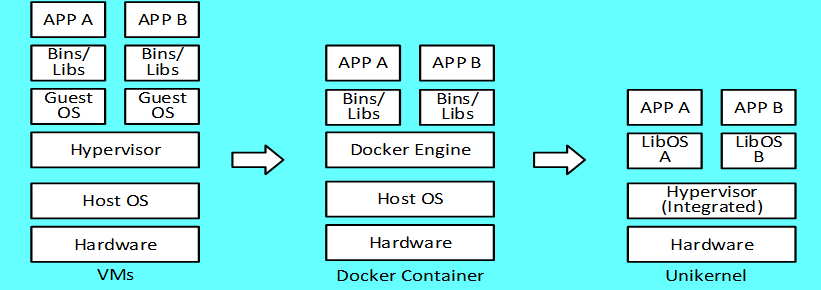 APP A
APP B
Bins/
Libs
Bins/
Libs
Guest
OS
Guest
OS
Hypervisor
Host OS
Hardware
VMs
APP A
APP B
Bins/
Libs
Bins/
Libs
Docker Engine
Host OS
Hardware
Docker Container
APP A
APP B
LibOS
A
LibOS
B
Hypervisor
(Integrated)
Hardware
Unikernel